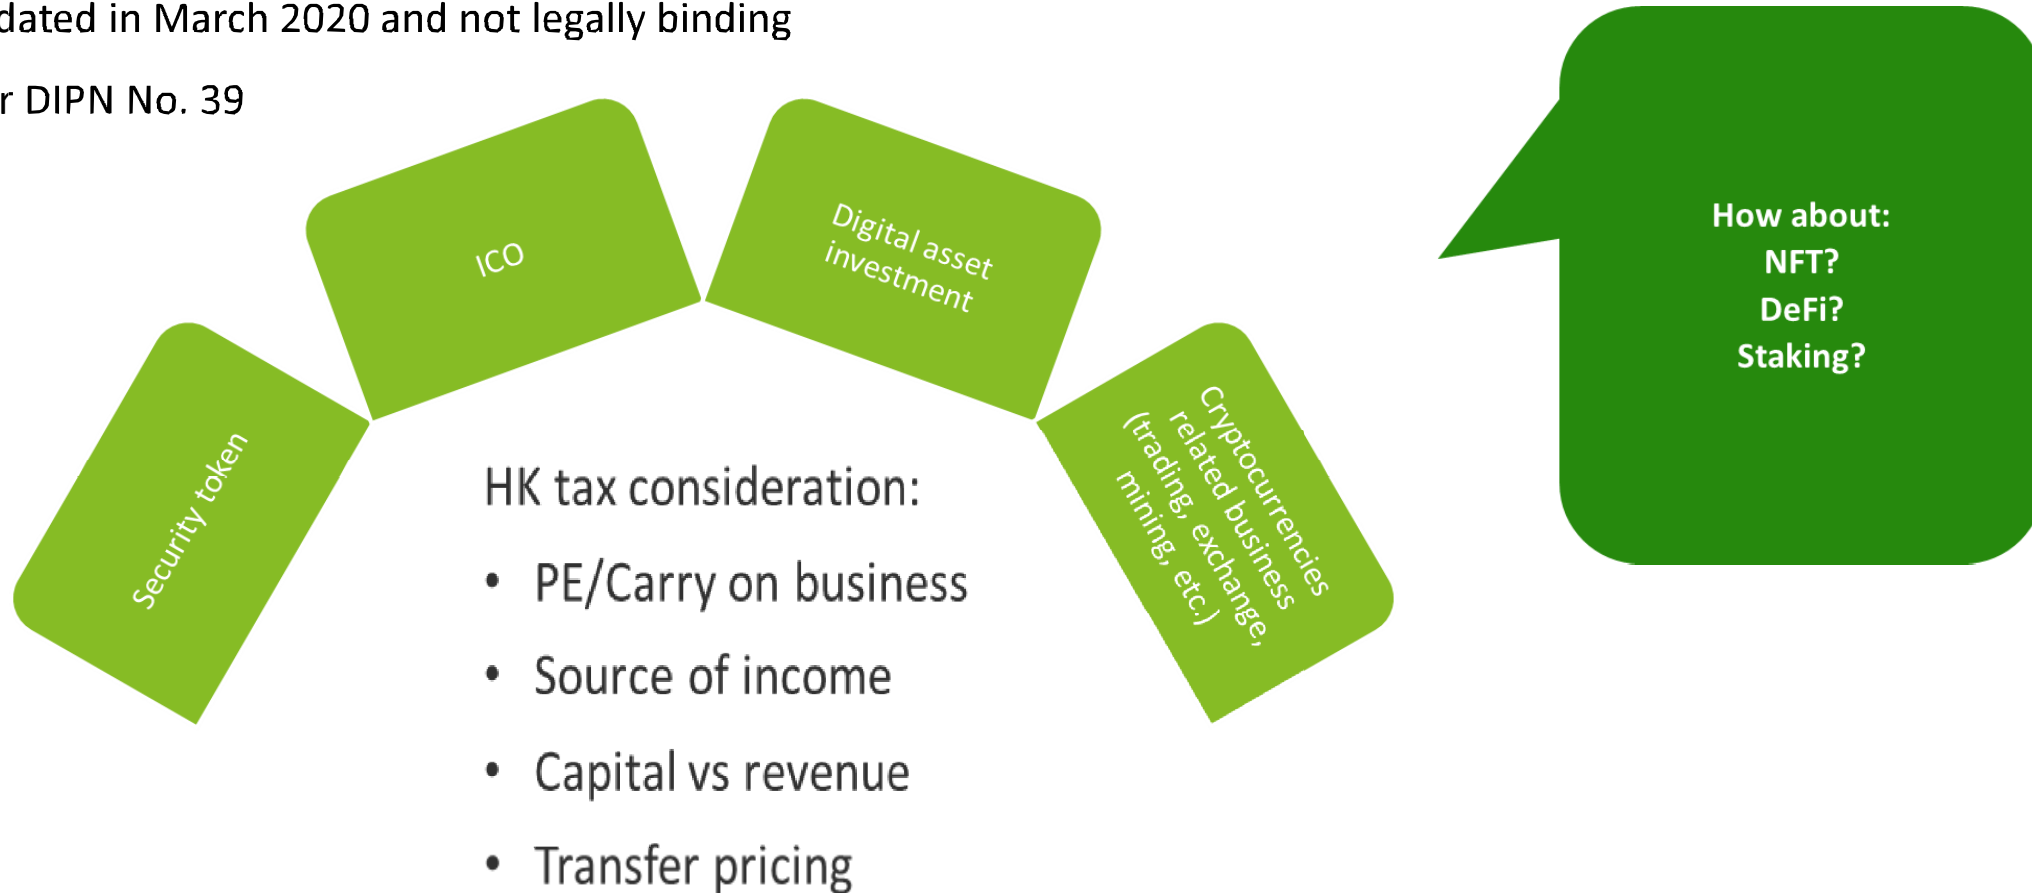 dated in March 2020 and not legally binding
r DIPN No. 39
Security token
ICO
Digital asset
investment
Cryptocurrencies
related business
(trading, exchange,
mining, etc.)
How about:
NFT?
DeFi?
Staking?
HK tax consideration:
• PE/Carry on business
• Source of income
• Capital vs revenue
• Transfer pricing